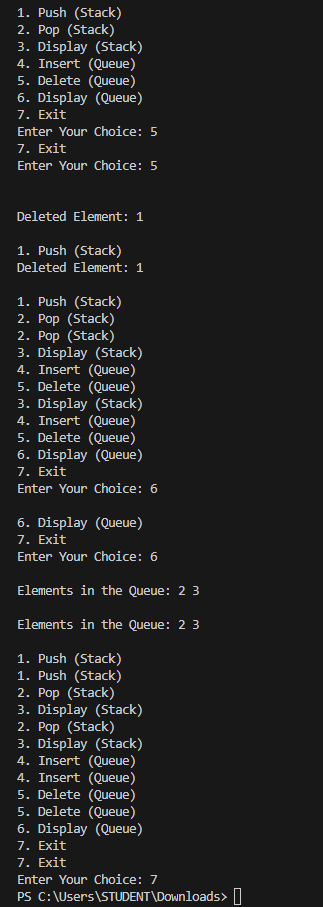 1. Push (Stack)
2. Pop (Stack)
3. Display (Stack)
4. Insert (Queue)
5. Delete (Queue)
6. Display (Queue)
7. Exit
Enter Your Choice: 5
7. Exit
Enter Your Choice: 5
Deleted Element: 1
1. Push (Stack)
Deleted Element: 1
1. Push (Stack)
2. Pop (Stack)
2. Pop (Stack)
3. Display (Stack)
4. Insert (Queue)
5. Delete (Queue)
3. Display (Stack)
4. Insert (Queue)
5. Delete (Queue)
6. Display (Queue)
7. Exit
Enter Your Choice: 6
6. Display (Queue)
7. Exit
Enter Your Choice: 6
Elements in the Queue: 2 3
Elements in the Queue: 2 3
1. Push (Stack)
1. Push (Stack)
2. Pop (Stack)
3. Display (Stack)
2. Pop (Stack)
3. Display (Stack)
4. Insert (Queue)
4. Insert (Queue)
5. Delete (Queue)
5. Delete (Queue)
6. Display (Queue)
7. Exit
7. Exit
Enter Your Choice: 7
PS C:\Users\STUDENT\Downloads>